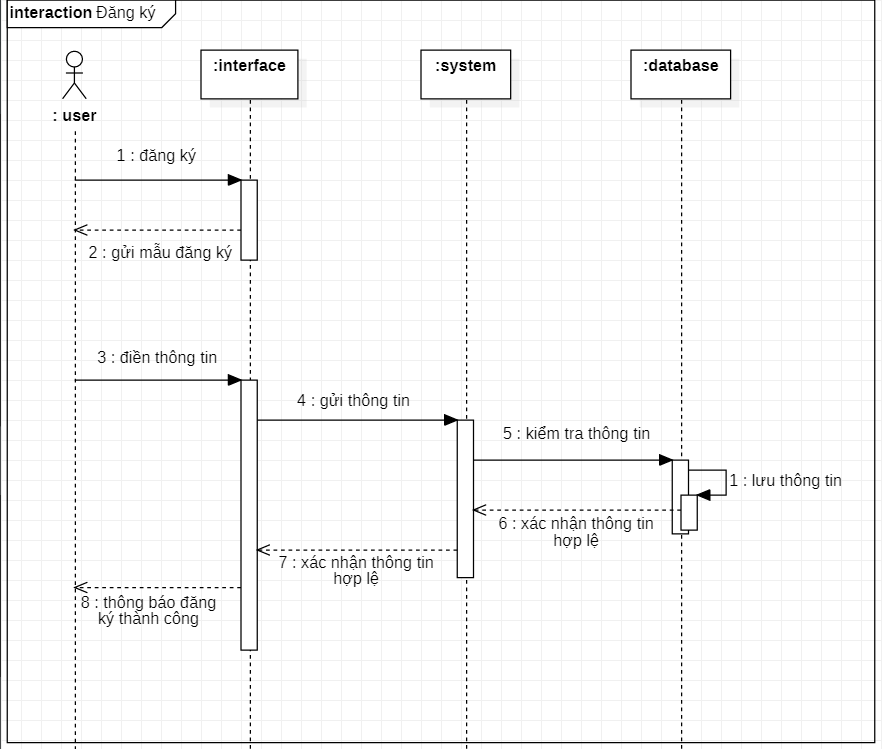 interaction Đăng ký
:interface
:system
:database
: user
1 : đăng ký
2 : gửi mẫu đăng ký
3 : điền thông tin
4 : gửi thông tin
5 : kiểm tra thông tin
1 : lưu thông tin
6 : xác nhận thông tin
hợp lệ
7 : xác nhận thông tin
hợp lệ
8 : thông báo đăng
ký thành công